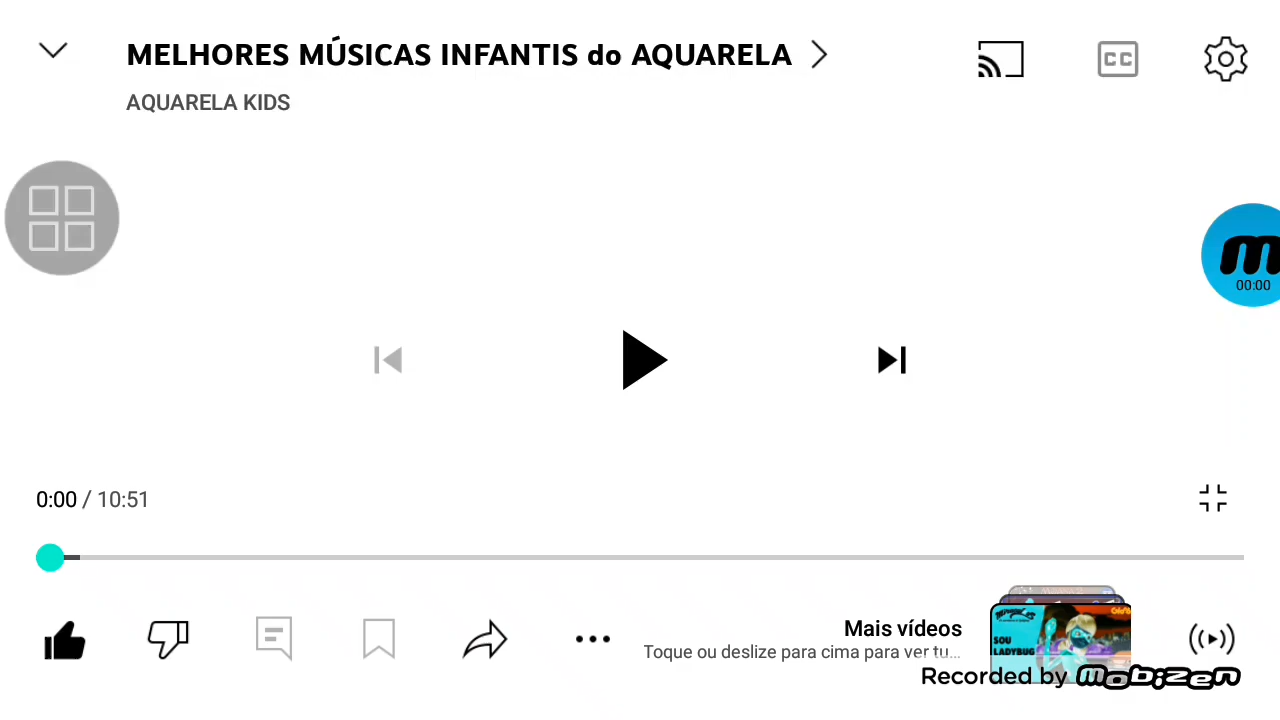 MELHORES MÚSICAS INFANTIS do AQUARELA
AQUARELA KIDS
CC
m
00:00
0:00 / 10:51
Mais vídeos
Toque ou deslize para cima para ver tu...
SOU
LADYBUG
Recorded by mobizen